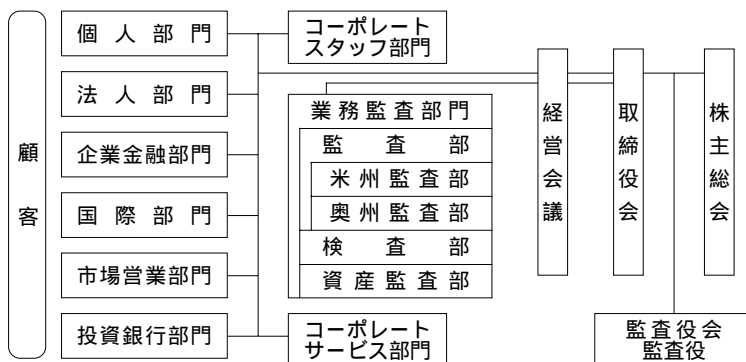 顧客
個人部門
法人部門
企業金融部門
国際部門
市場営業部門
投資銀行部門
コーポレート
スタッフ部門
業務監査部門
監査部
米州監査部
奥州監査部
検査部
資産監査部
コーポレート
サービス部門
経営会議
取締役会
株主総会
監査役会
監査役